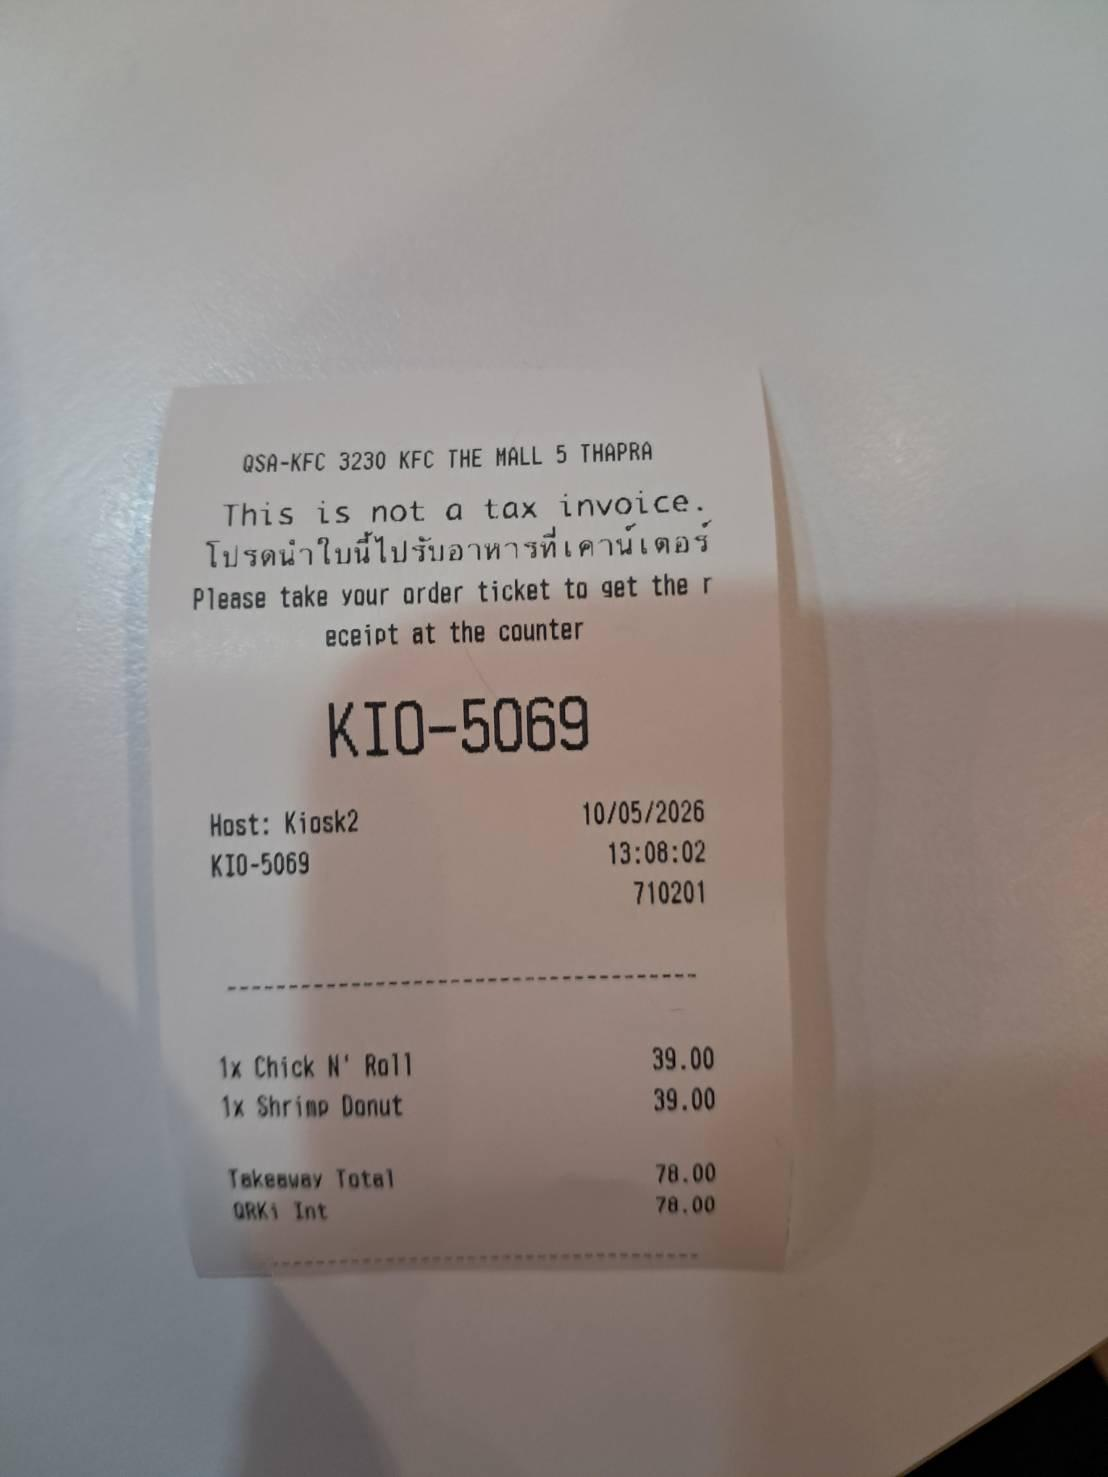 QSA-KFC 3230 KFC THE MALL 5 THAPRA
This is not a tax invoice.
โปรดนำใบนี้ไปรับอาหารที่เคาน์เตอร์
Please take your order ticket to get the r
eceipt at the counter
KIO-5069
Host: Kiosk2 10/05/2026
KIO-5069 13:08:02
710201
1x Chick N' Roll 39.00
1x Shrimp Donut 39.00
Takeaway Total 78.00
QRKi Int 78.00